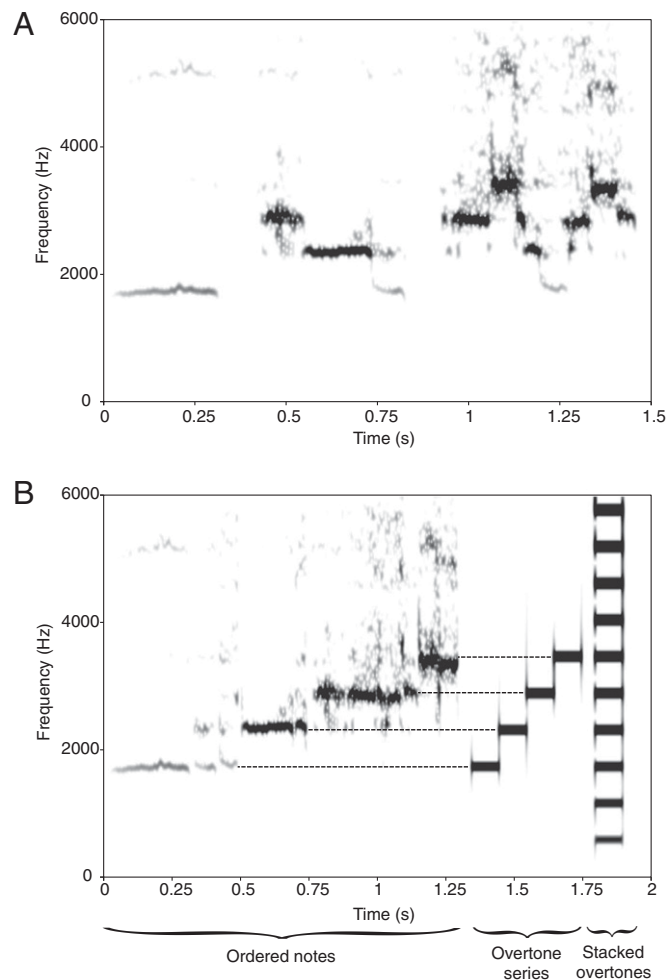 A
6000
4000
2000
0
Frequency (Hz)
0 0.25 0.5 0.75 1 1.25 1.5
Time (s)
B
6000
4000
2000
0
Frequency (Hz)
0 0.25 0.5 0.75 1 1.25 1.5 1.75 2
Time (s)
Ordered notes
Overtone
series
Stacked
overtones